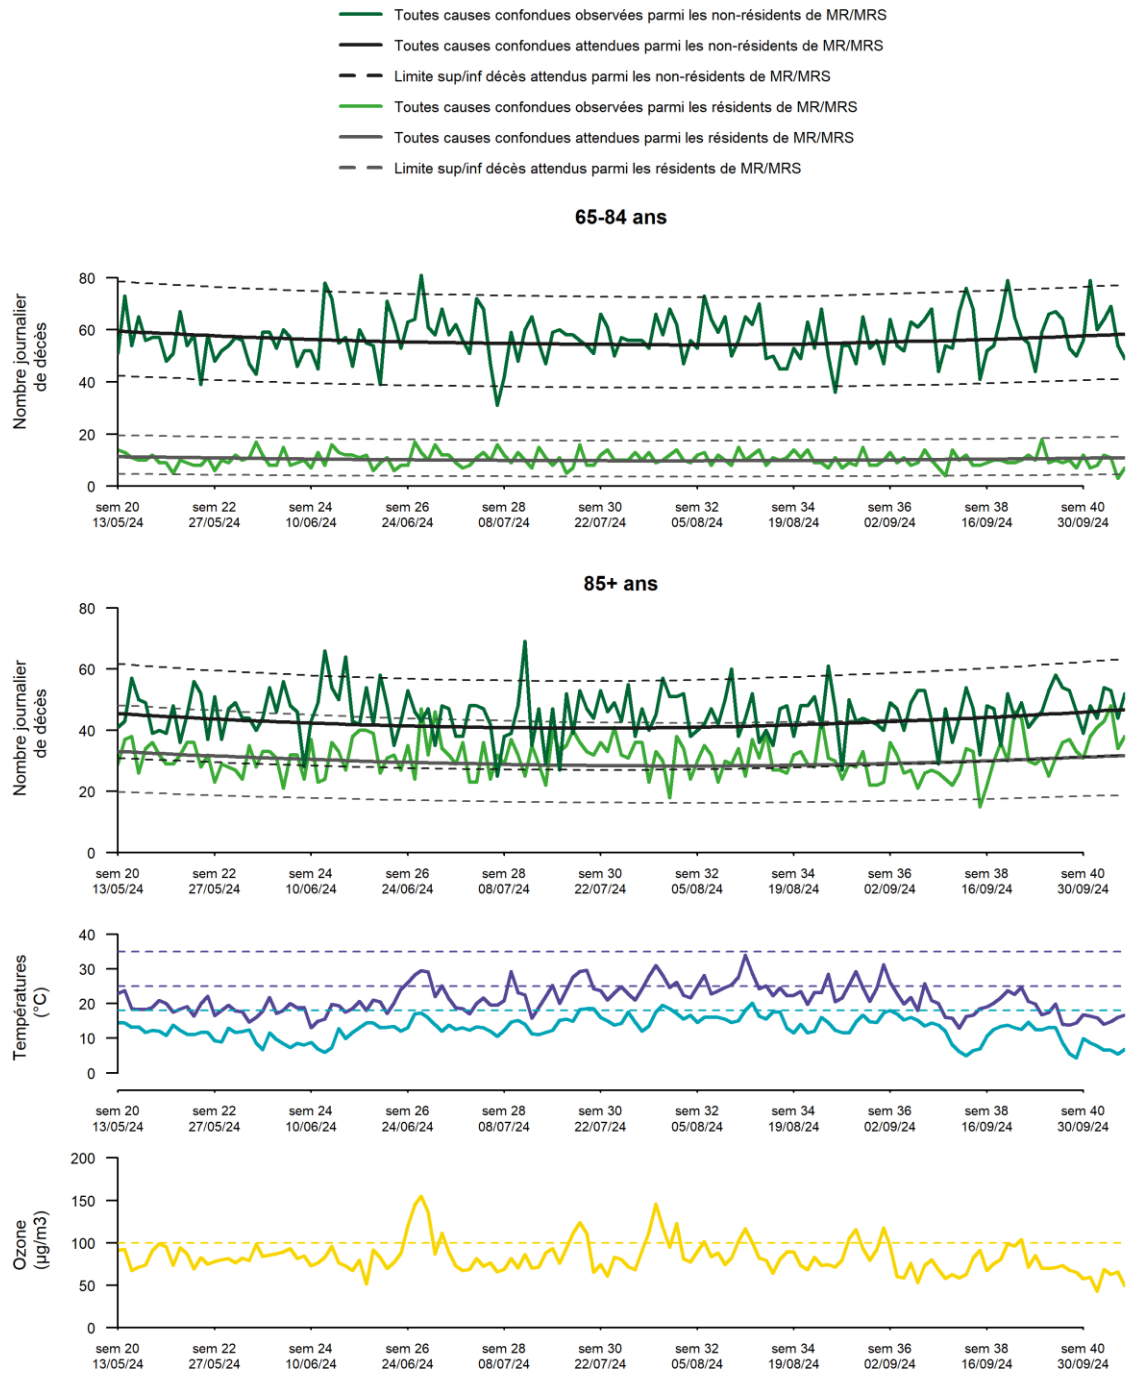 Toutes causes confondues observées parmi les non-résidents de MR/MRS
Toutes causes confondues attendues parmi les non-résidents de MR/MRS
Limite sup/inf décès attendus parmi les non-résidents de MR/MRS
Toutes causes confondues observées parmi les résidents de MR/MRS
Toutes causes confondues attendues parmi les résidents de MR/MRS
Limite sup/inf décès attendus parmi les résidents de MR/MRS
65-84 ans
Nombre journalier
de décès
80
60
40
20
0
sem 20 sem 22 sem 24 sem 26 sem 28 sem 30 sem 32 sem 34 sem 36 sem 38 sem 40
13/05/24 27/05/24 10/06/24 24/06/24 08/07/24 22/07/24 05/08/24 19/08/24 02/09/24 16/09/24 30/09/24
85+ ans
Nombre journalier
de décès
80
60
40
20
0
sem 20 sem 22 sem 24 sem 26 sem 28 sem 30 sem 32 sem 34 sem 36 sem 38 sem 40
13/05/24 27/05/24 10/06/24 24/06/24 08/07/24 22/07/24 05/08/24 19/08/24 02/09/24 16/09/24 30/09/24
Températures
(°C)
40
30
20
10
0
sem 20 sem 22 sem 24 sem 26 sem 28 sem 30 sem 32 sem 34 sem 36 sem 38 sem 40
13/05/24 27/05/24 10/06/24 24/06/24 08/07/24 22/07/24 05/08/24 19/08/24 02/09/24 16/09/24 30/09/24
Ozone
(µg/m3)
200
150
100
50
0
sem 20 sem 22 sem 24 sem 26 sem 28 sem 30 sem 32 sem 34 sem 36 sem 38 sem 40
13/05/24 27/05/24 10/06/24 24/06/24 08/07/24 22/07/24 05/08/24 19/08/24 02/09/24 16/09/24 30/09/24